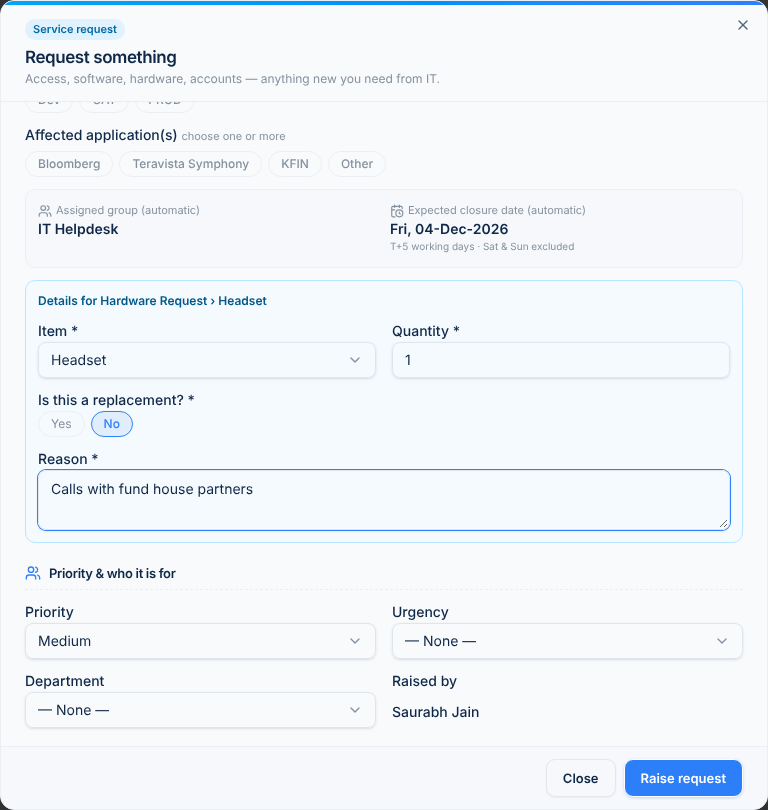 Service request
Request something
Access, software, hardware, accounts — anything new you need from IT.
Affected application(s) choose one or more
Bloomberg Teravista Symphony KFIN Other
Assigned group (automatic) Expected closure date (automatic)
IT Helpdesk Fri, 04-Dec-2026
T+5 working days · Sat & Sun excluded
Details for Hardware Request › Headset
Item * Quantity *
Headset 1
Is this a replacement? *
Yes No
Reason *
Calls with fund house partners
Priority & who it is for
Priority Urgency
Medium — None —
Department Raised by
— None — Saurabh Jain
Close Raise request